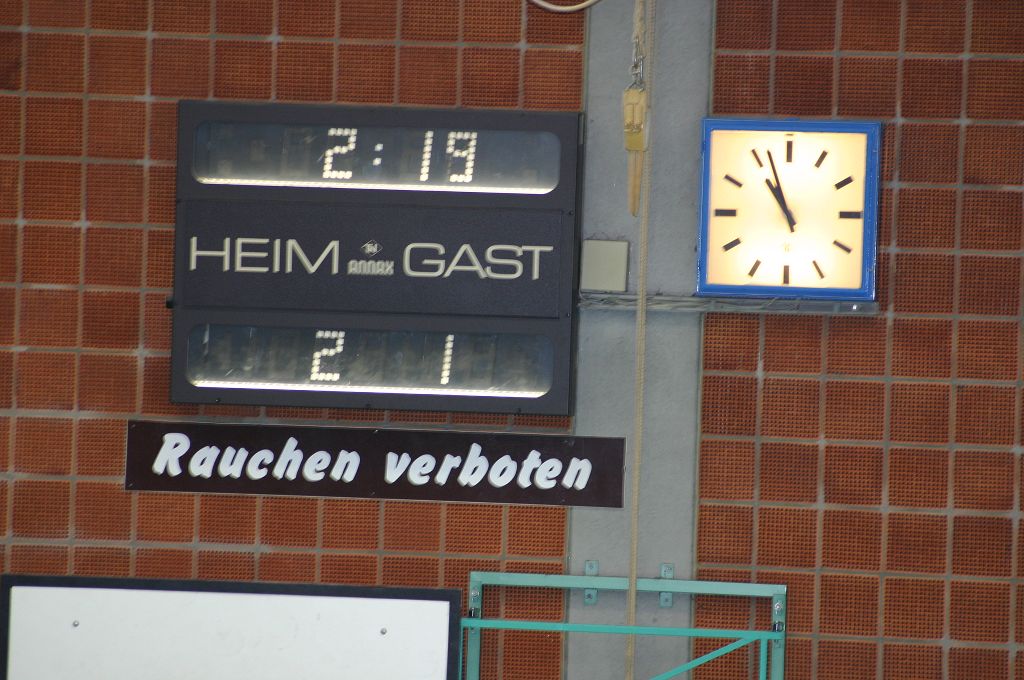 2:19
HEIM ANNAX GAST
2 1
Rauchen verboten